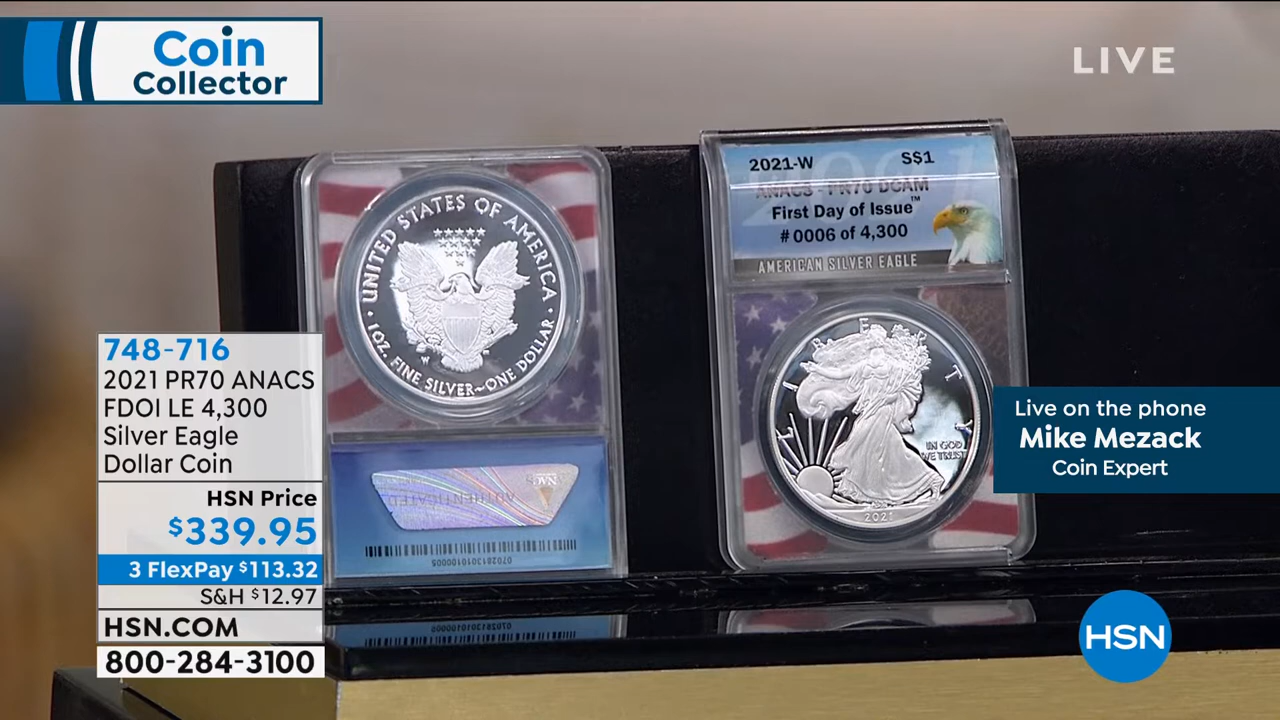 Coin
Collector
LIVE
UNITED STATES OF AMERICA
1 OZ. FINE SILVER~ONE DOLLAR
W
AUTHENTICATED
0702813010100005
2021-W S$1
ANACS - PR70 DCAM
First Day of Issue™
#0006 of 4,300
AMERICAN SILVER EAGLE
LIBERTY
IN GOD
WE TRUST
2021
748-716
2021 PR70 ANACS
FDOI LE 4,300
Silver Eagle
Dollar Coin
HSN Price
$339.95
3 FlexPay $113.32
S&H $12.97
HSN.COM
800-284-3100
Live on the phone
Mike Mezack
Coin Expert
HSN